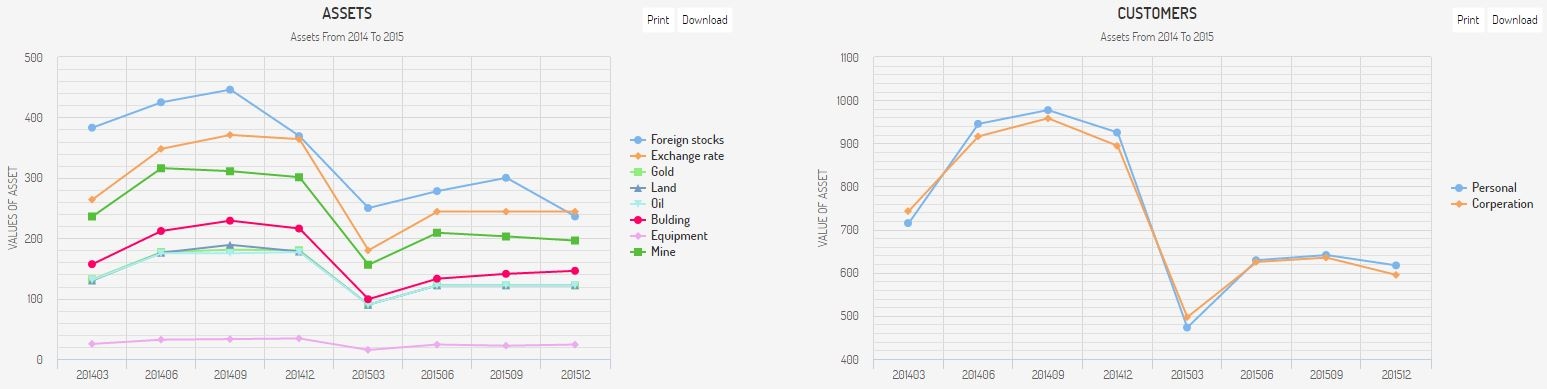 ASSETS
Print Download
Assets From 2014 To 2015
VALUES OF ASSET
500
400
300
200
100
0
201403 201406 201409 201412 201503 201506 201509 201512
Foreign stocks
Exchange rate
Gold
Land
Oil
Bulding
Equipment
Mine
CUSTOMERS
Print Download
Assets From 2014 To 2015
VALUE OF ASSET
1100
1000
900
800
700
600
500
400
201403 201406 201409 201412 201503 201506 201509 201512
Personal
Corperation